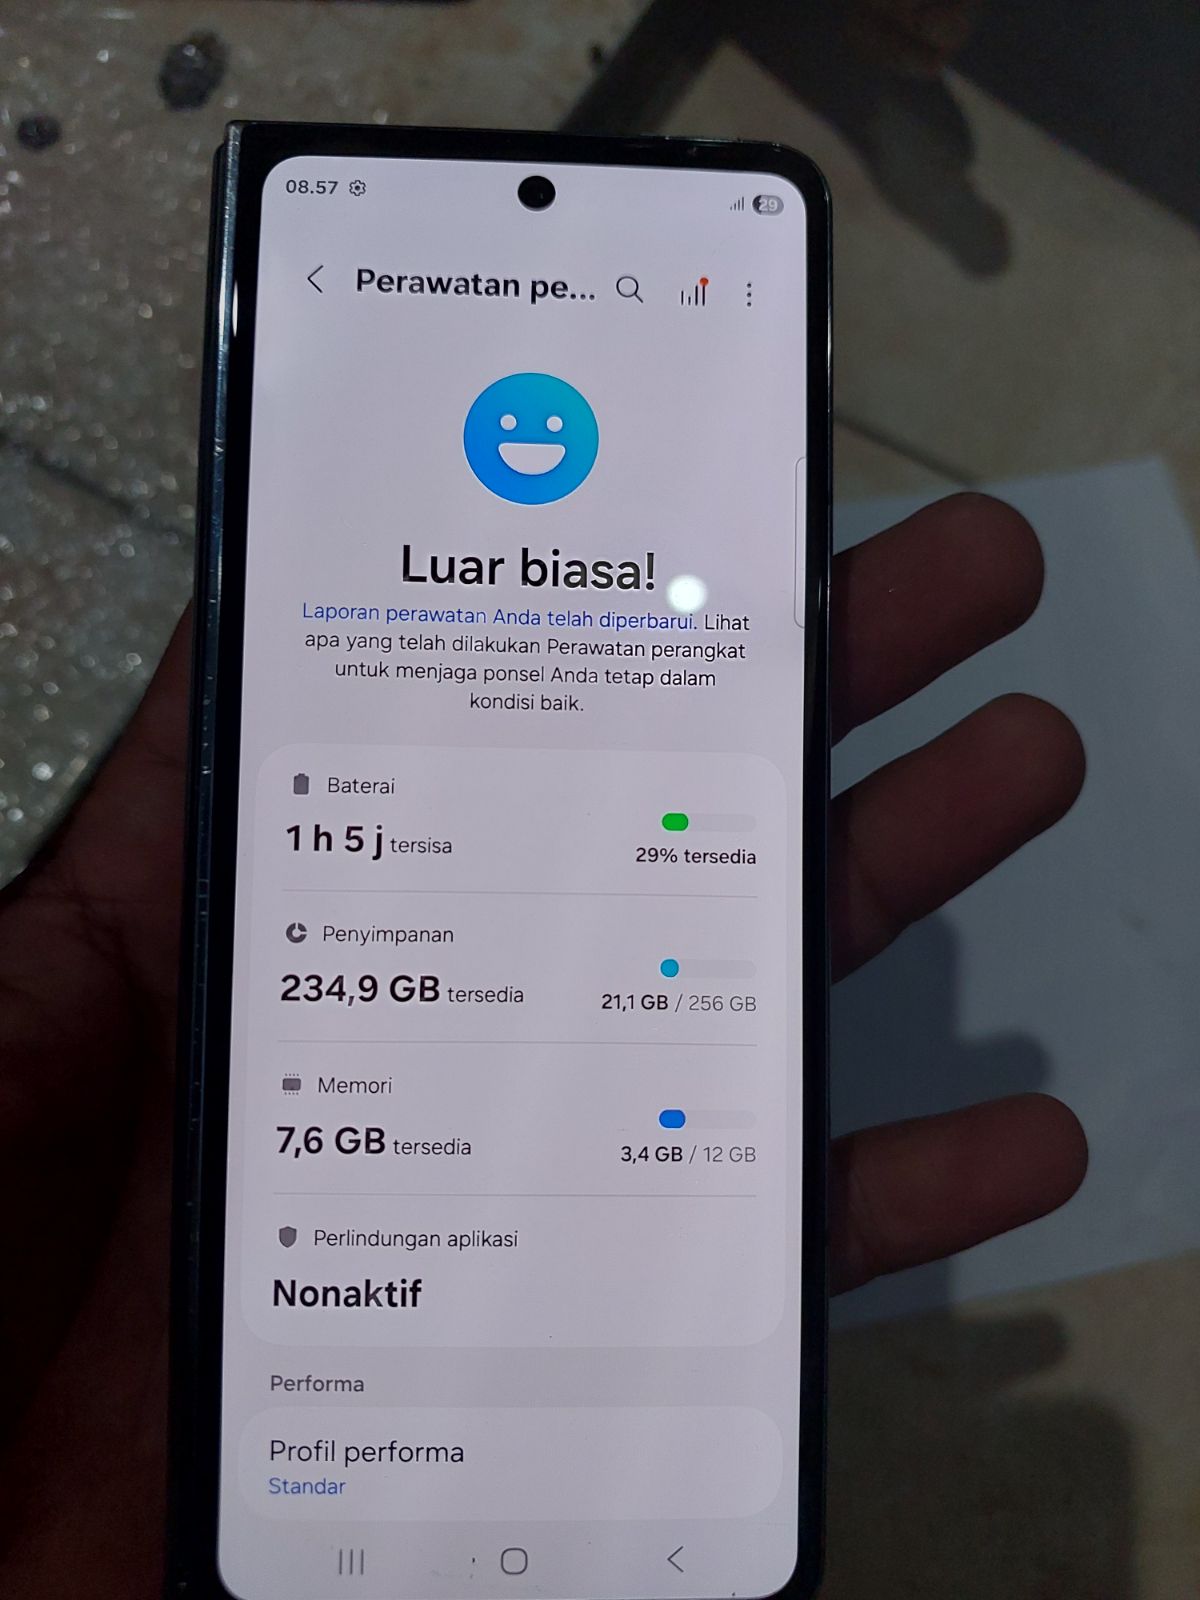 08.57
29
Perawatan pe...
Luar biasa!
Laporan perawatan Anda telah diperbarui. Lihat
apa yang telah dilakukan Perawatan perangkat
untuk menjaga ponsel Anda tetap dalam
kondisi baik.
Baterai
1 h 5 j tersisa
29% tersedia
Penyimpanan
234,9 GB tersedia
21,1 GB / 256 GB
Memori
7,6 GB tersedia
3,4 GB / 12 GB
Perlindungan aplikasi
Nonaktif
Performa
Profil performa
Standar